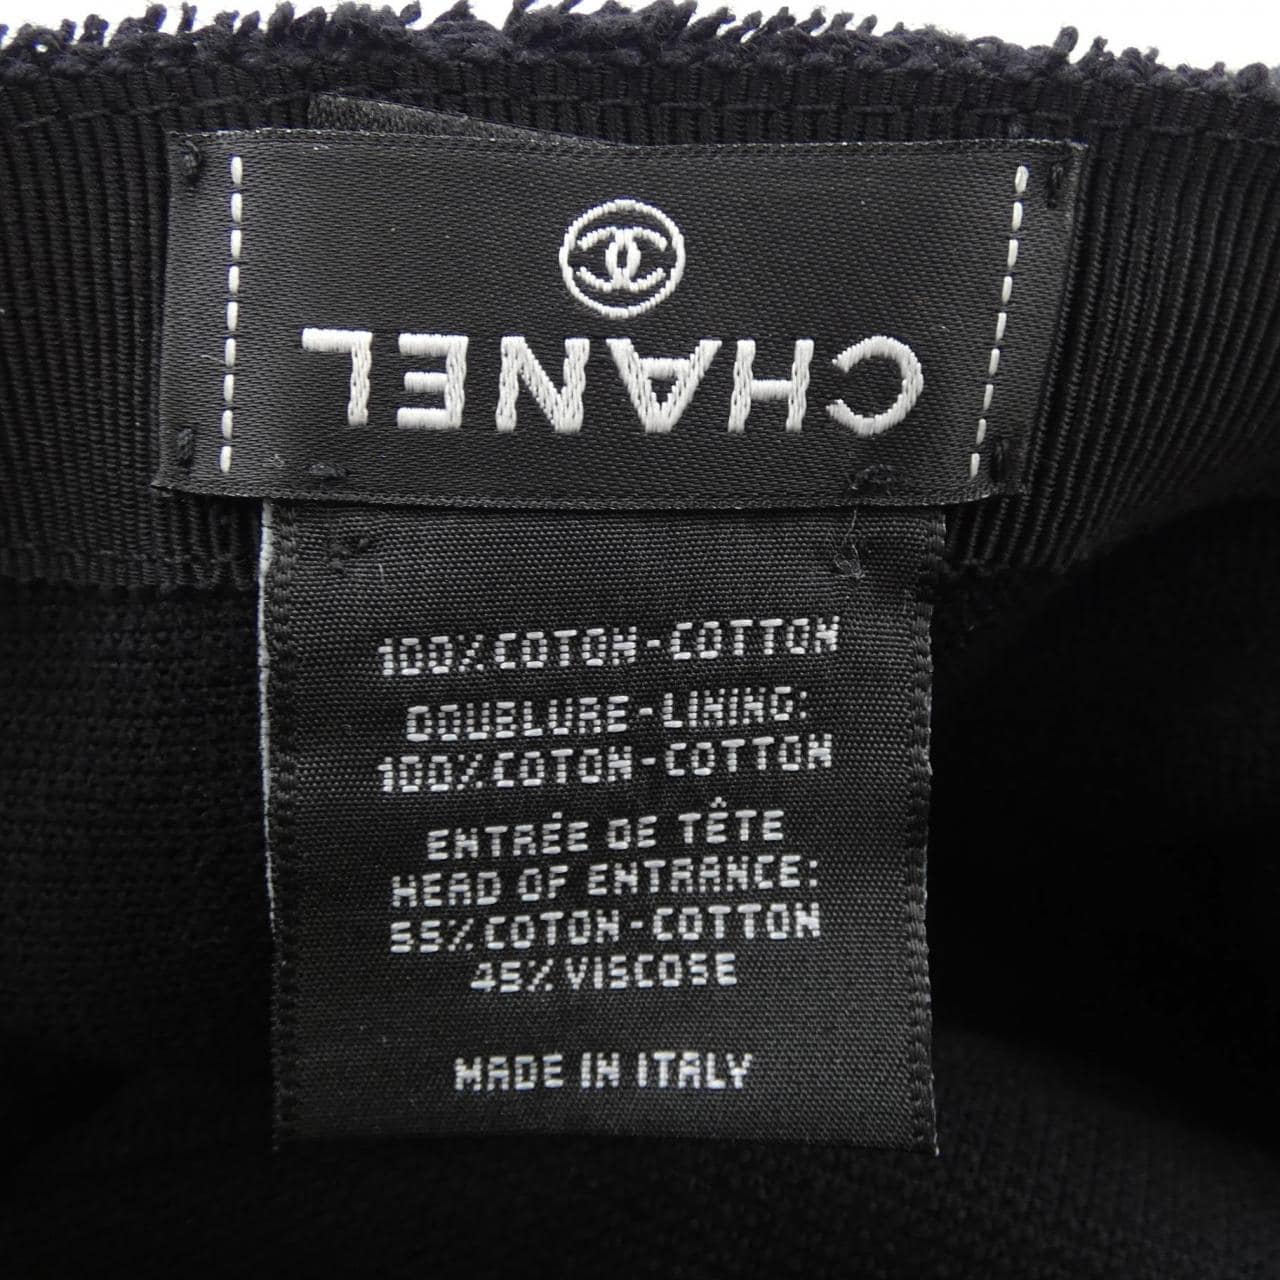 CHANEL
100% COTON-COTTON
DOUBLURE-LINING:
100% COTON-COTTON
ENTRÉE DE TÊTE
HEAD OF ENTRANCE:
55% COTON-COTTON
45% VISCOSE
MADE IN ITALY